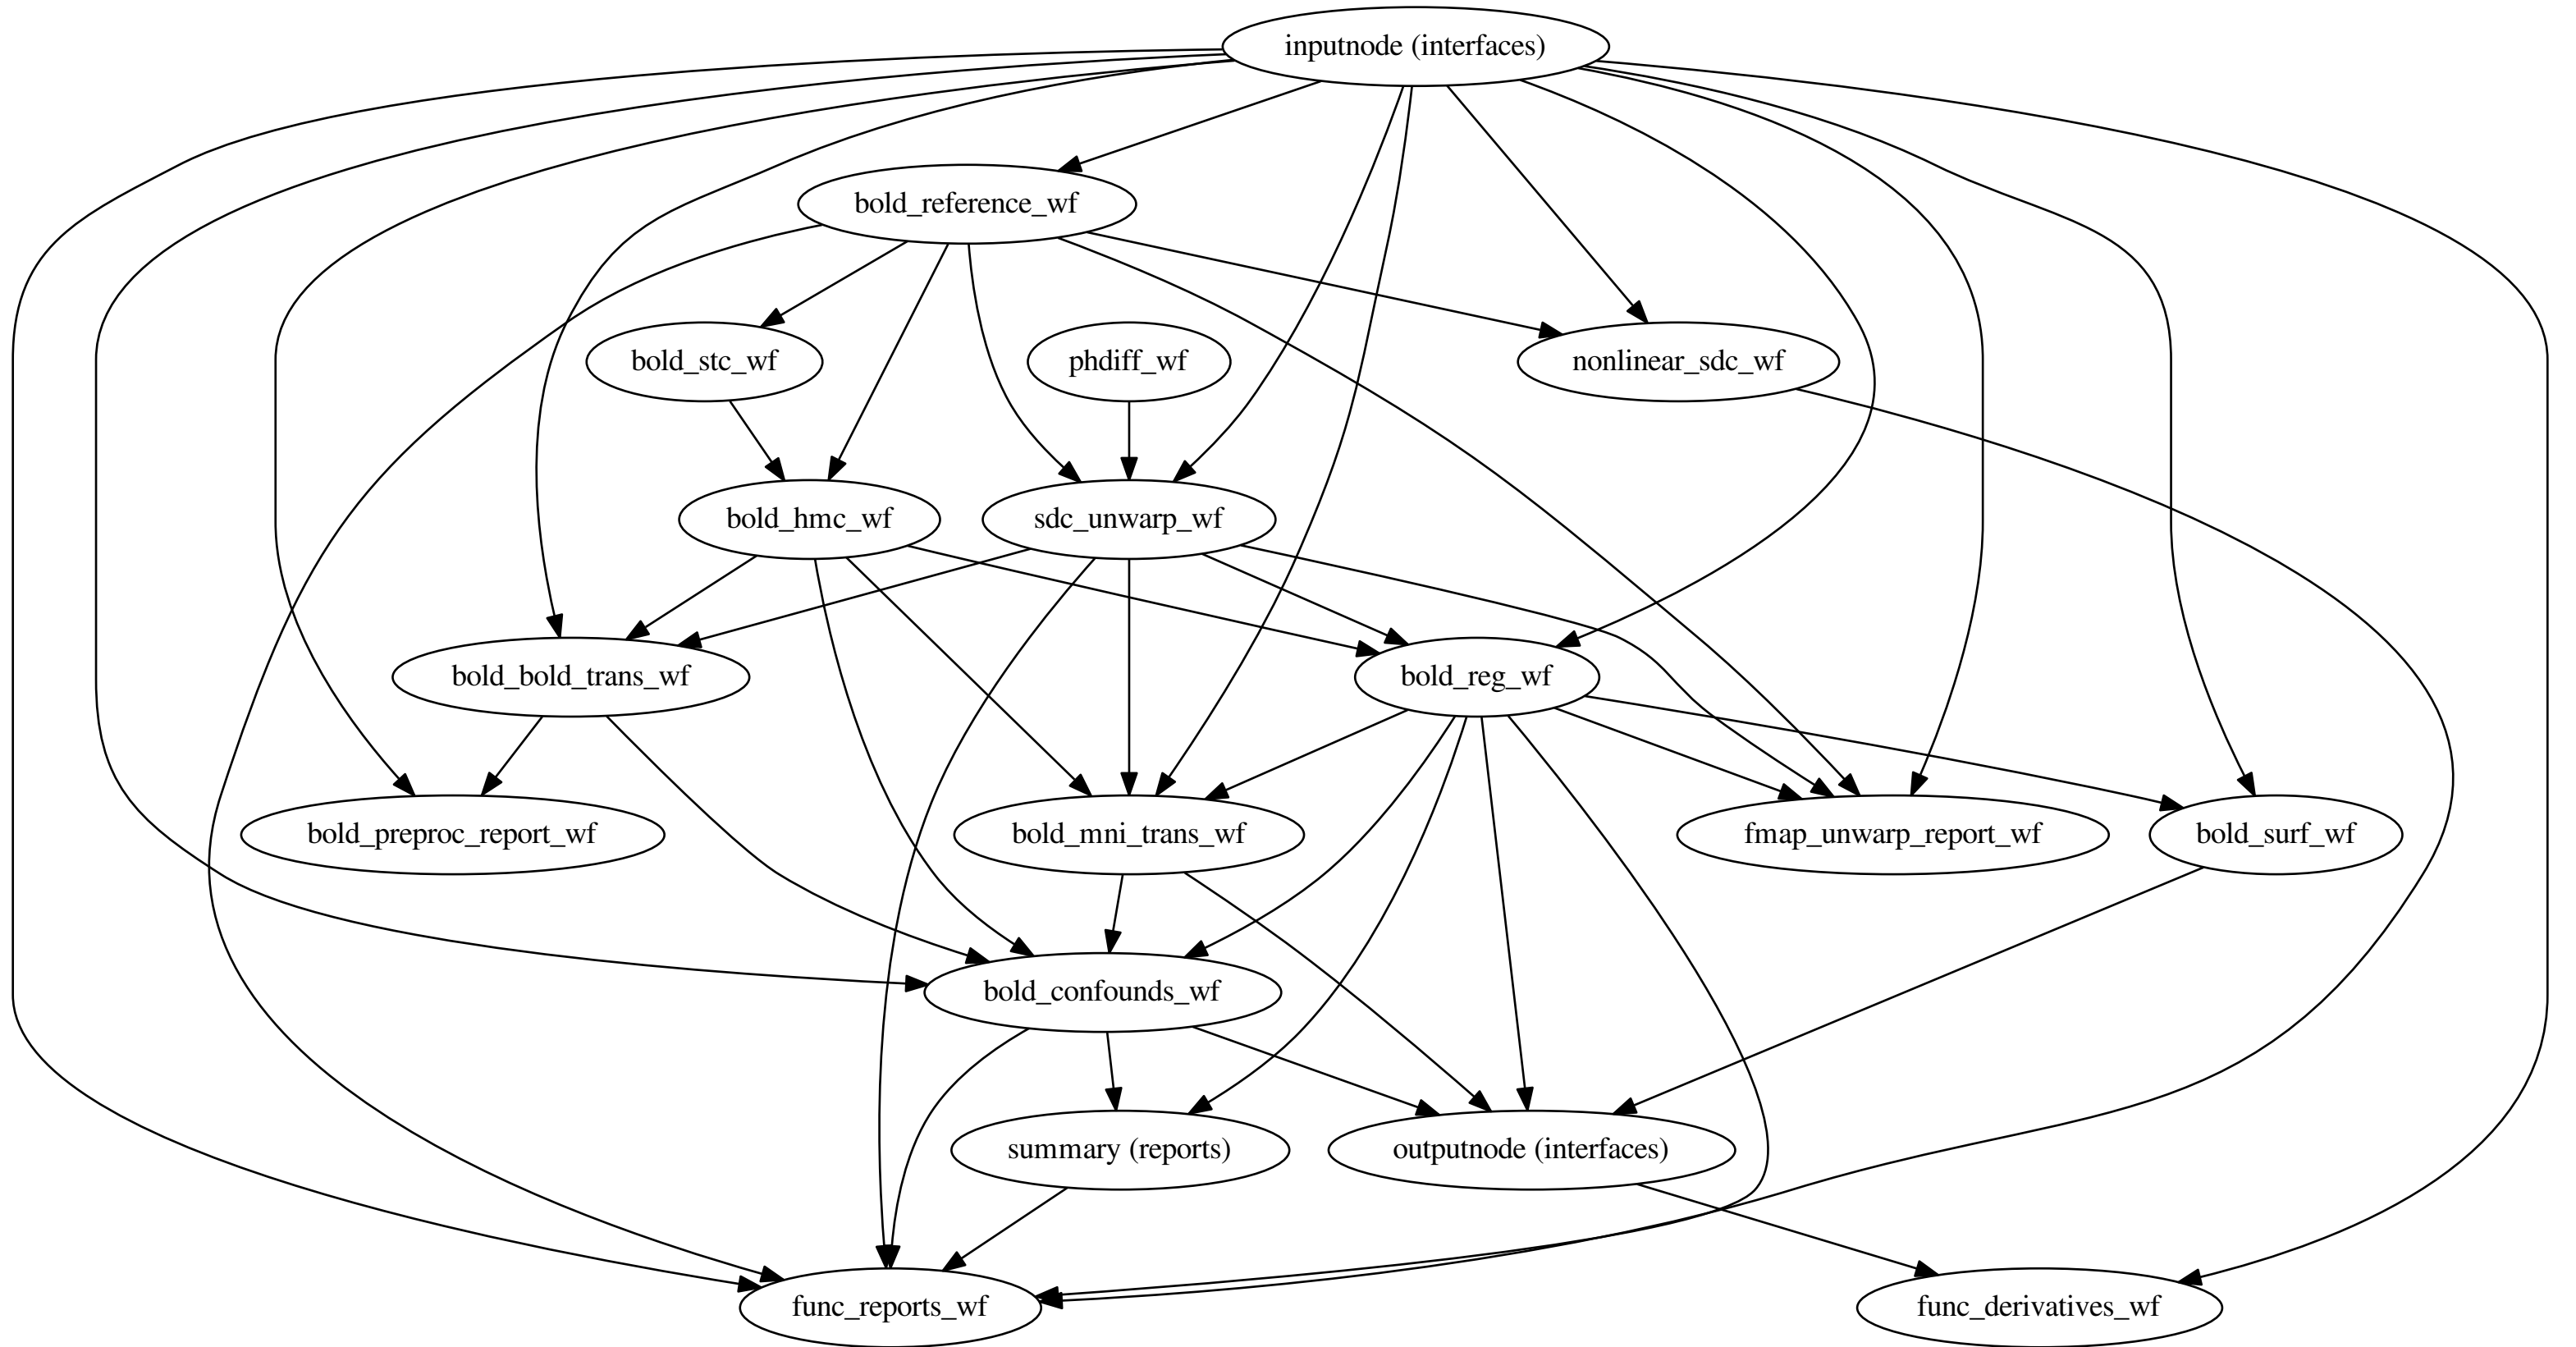 inputnode (interfaces)
bold_reference_wf
bold_stc_wf
phdiff_wf
nonlinear_sdc_wf
bold_hmc_wf
sdc_unwarp_wf
bold_bold_trans_wf
bold_reg_wf
bold_preproc_report_wf
bold_mni_trans_wf
fmap_unwarp_report_wf
bold_surf_wf
bold_confounds_wf
summary (reports)
outputnode (interfaces)
func_reports_wf
func_derivatives_wf